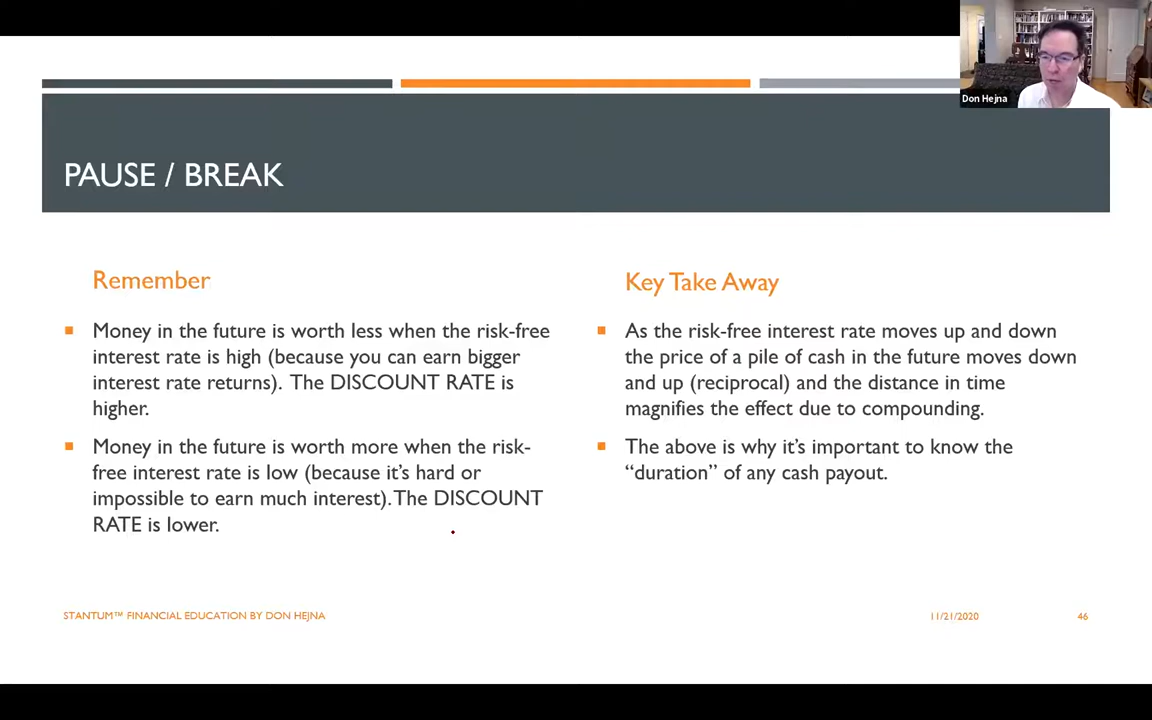 Don Hejna
PAUSE / BREAK
Remember
Money in the future is worth less when the risk-free
interest rate is high (because you can earn bigger
interest rate returns). The DISCOUNT RATE is
higher.
Money in the future is worth more when the risk-
free interest rate is low (because it's hard or
impossible to earn much interest).The DISCOUNT
RATE is lower.
Key Take Away
As the risk-free interest rate moves up and down
the price of a pile of cash in the future moves down
and up (reciprocal) and the distance in time
magnifies the effect due to compounding.
The above is why it's important to know the
“duration” of any cash payout.
STANTUM™ FINANCIAL EDUCATION BY DON HEJNA
11/21/2020
46